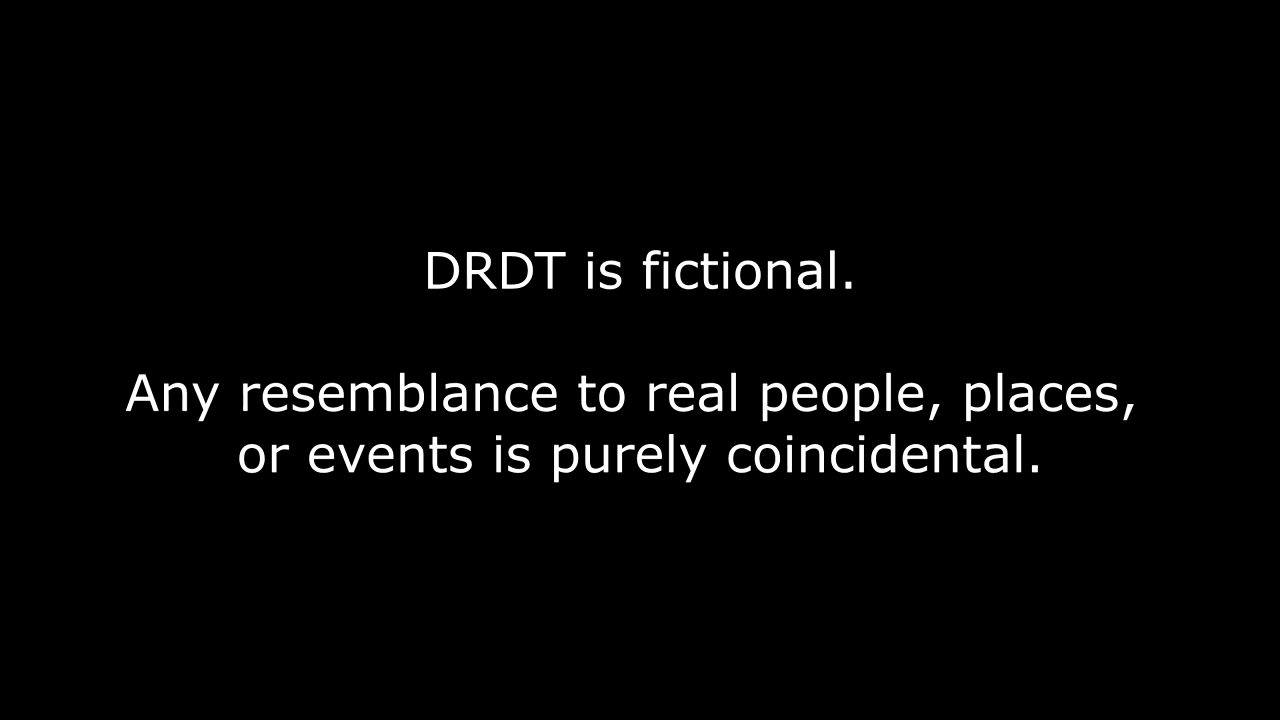 DRDT is fictional.
Any resemblance to real people, places,
or events is purely coincidental.